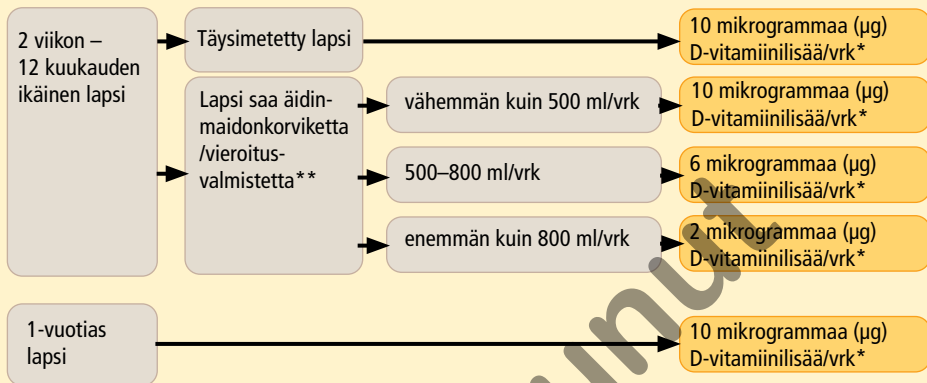 2 viikon –
12 kuukauden
ikäinen lapsi
Täysimetetty lapsi
10 mikrogrammaa (µg)
D-vitamiinilisää/vrk*
Lapsi saa äidin-
maidonkorviketta
/vieroitus-
valmistetta**
vähemmän kuin 500 ml/vrk
10 mikrogrammaa (µg)
D-vitamiinilisää/vrk*
500–800 ml/vrk
6 mikrogrammaa (µg)
D-vitamiinilisää/vrk*
enemmän kuin 800 ml/vrk
2 mikrogrammaa (µg)
D-vitamiinilisää/vrk*
1-vuotias
lapsi
10 mikrogrammaa (µg)
D-vitamiinilisää/vrk*